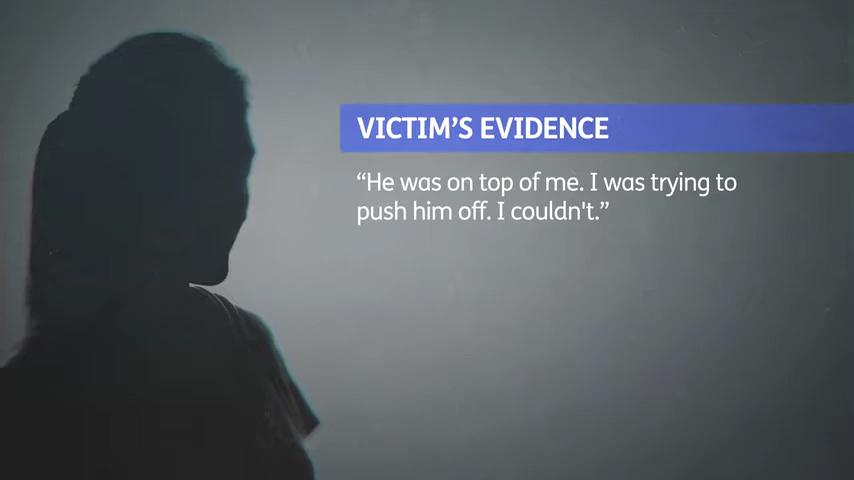 VICTIM’S EVIDENCE
“He was on top of me. I was trying to
push him off. I couldn't.”